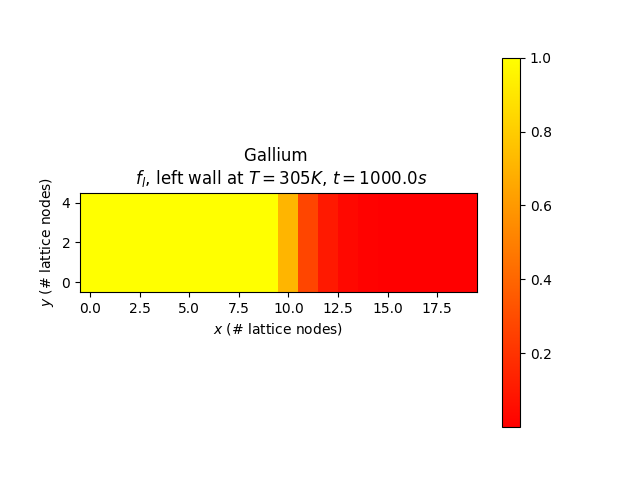 Gallium
f_l, left wall at T = 305K, t = 1000.0s
1.0
0.8
0.6
0.4
0.2
4
2
0
y (# lattice nodes)
0.0 2.5 5.0 7.5 10.0 12.5 15.0 17.5
x (# lattice nodes)